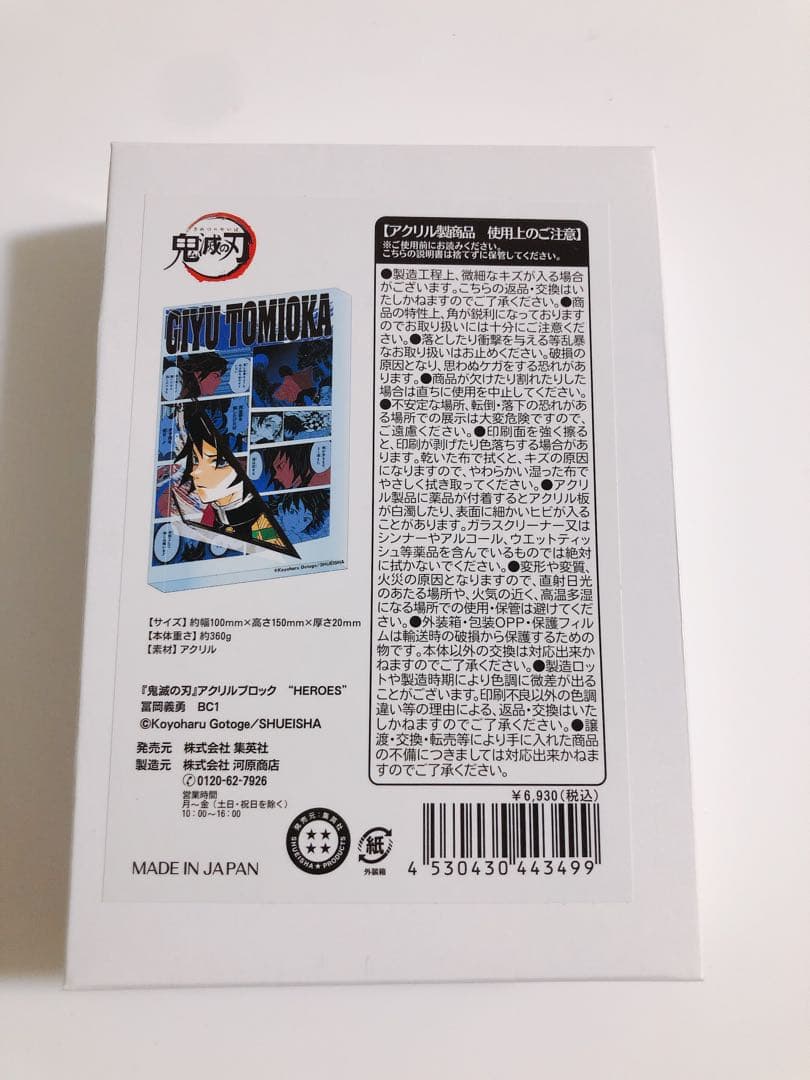 きめつのやいば
鬼滅の刃
GIYU TOMIOKA
©Koyoharu Gotoge/SHUEISHA
【サイズ】約幅100mm×高さ150mm×厚さ20mm
【本体重さ】約360g
【素材】アクリル
『鬼滅の刃』アクリルブロック “HEROES”
冨岡義勇 BC1
©Koyoharu Gotoge／SHUEISHA
発売元 株式会社 集英社
製造元 株式会社 河原商店
0120-62-7926
営業時間
月～金（土日・祝日を除く）
10：00～16：00
MADE IN JAPAN
発売元：集英社
SHUEISHA★PRODUCTS
紙
外装箱
【アクリル製商品 使用上のご注意】
※ご使用前にお読みください。
こちらの説明書は捨てずに保管してください。
●製造工程上、微細なキズが入る場合
がございます。こちらの返品・交換はい
たしかねますのでご了承ください。●商
品の特性上、角が鋭利になっております
のでお取り扱いには十分にご注意くださ
い。●落としたり衝撃を与える等乱暴
なお取り扱いはお止めください。破損の
原因となり、思わぬケガをする恐れがあ
ります。●商品が欠けたり割れたりした
場合は直ちに使用を中止してください。
●不安定な場所、転倒・落下の恐れがあ
る場所での展示は大変危険ですので、
ご遠慮ください。●印刷面を強く擦る
と、印刷が剥げたり色落ちする場合があ
ります。乾いた布で拭くと、キズの原因
になりますので、やわらかい湿った布で
やさしく拭き取ってください。●アクリ
ル製品に薬品が付着するとアクリル板
が白濁したり、表面に細かいヒビが入る
ことがあります。ガラスクリーナー又は
シンナーやアルコール、ウエットティッ
シュ等薬品を含んでいるものでは絶対
に拭かないでください。●変形や変質、
火災の原因となりますので、直射日光
のあたる場所や、火気の近く、高温多湿
になる場所での使用・保管は避けてくだ
さい。●外装箱・包装OPP・保護フィル
ムは輸送時の破損から保護するための
物です。本体以外の交換は対応出来か
ねますのでご了承ください。●製造ロッ
トや製造時期により色調に微差が出る
ことがございます。印刷不良以外の色調
違い等の理由による、返品・交換はいた
しかねますのでご了承ください。●譲
渡・交換・転売等により手に入れた商品
の不備につきましては対応出来かねま
すのでご了承ください。
￥6,930（税込）
4 530430 443499